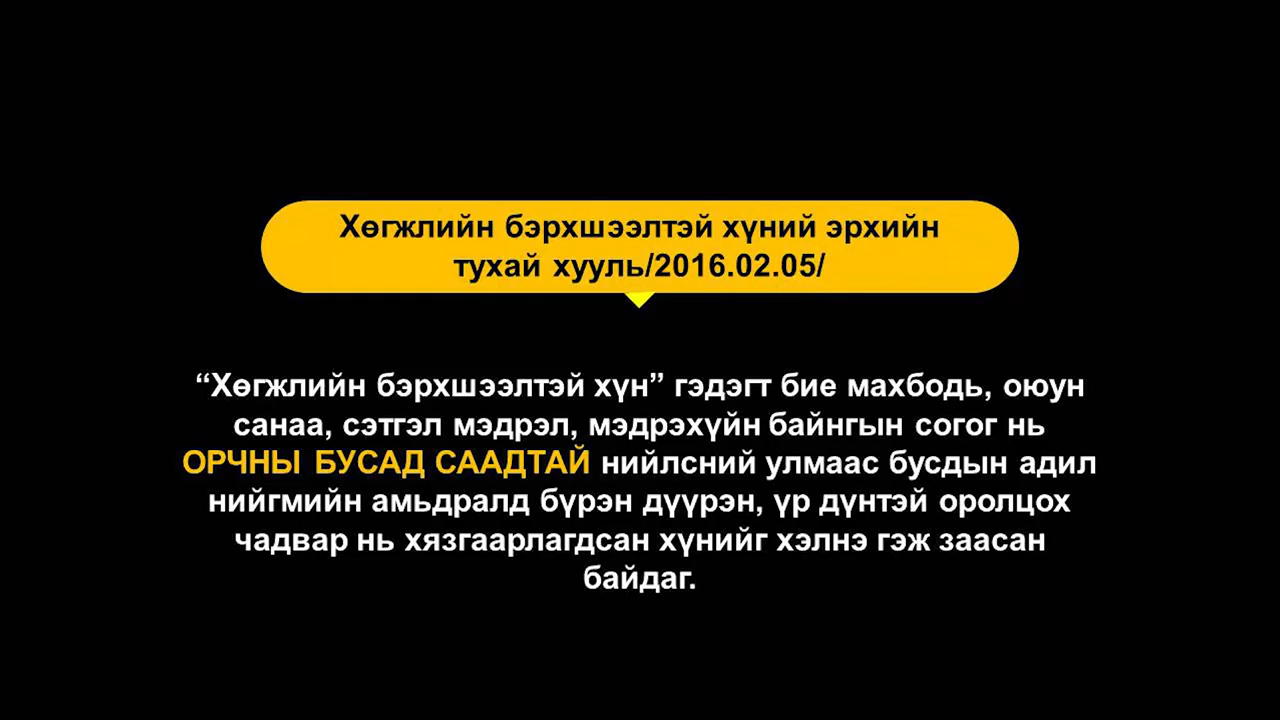 Хөгжлийн бэрхшээлтэй хүний эрхийн
тухай хууль/2016.02.05/
“Хөгжлийн бэрхшээлтэй хүн” гэдэгт бие махбодь, оюун
санаа, сэтгэл мэдрэл, мэдрэхүйн байнгын согог нь
ОРЧНЫ БУСАД СААДТАЙ нийлсний улмаас бусдын адил
нийгмийн амьдралд бүрэн дүүрэн, үр дүнтэй оролцох
чадвар нь хязгаарлагдсан хүнийг хэлнэ гэж заасан
байдаг.